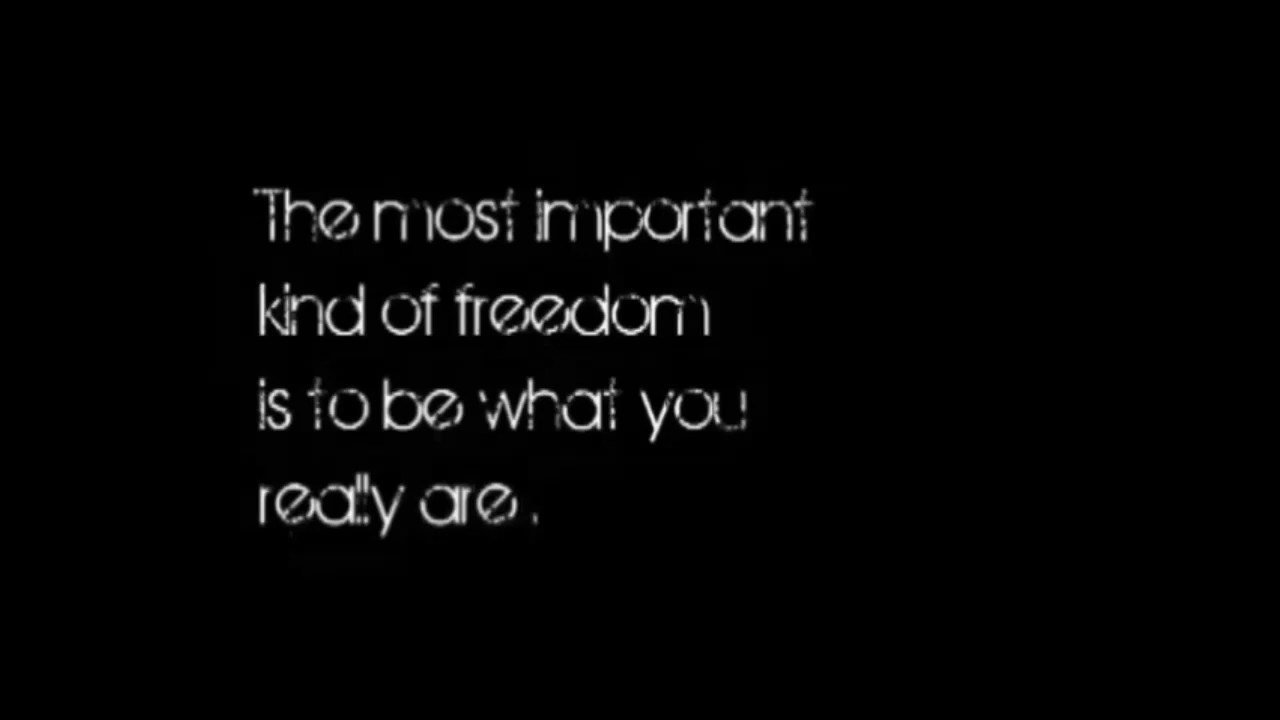 The most important
kind of freedom
is to be what you
really are.